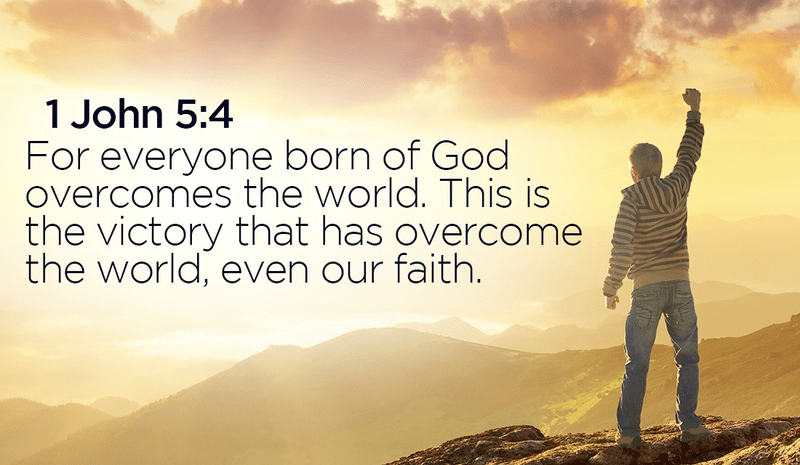 1 John 5:4
For everyone born of God
overcomes the world. This is
the victory that has overcome
the world, even our faith.